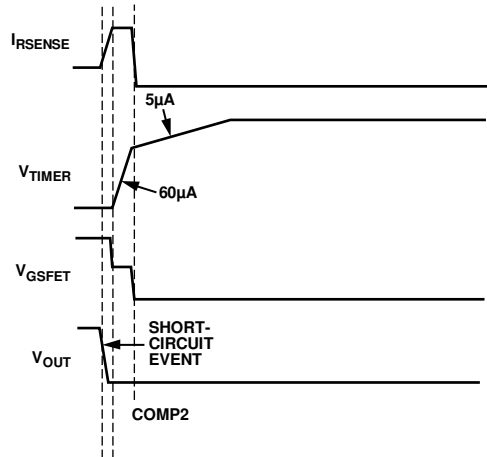 IRSENSE
5µA
VTIMER
60µA
VGSFET
SHORT-
CIRCUIT
EVENT
VOUT
COMP2